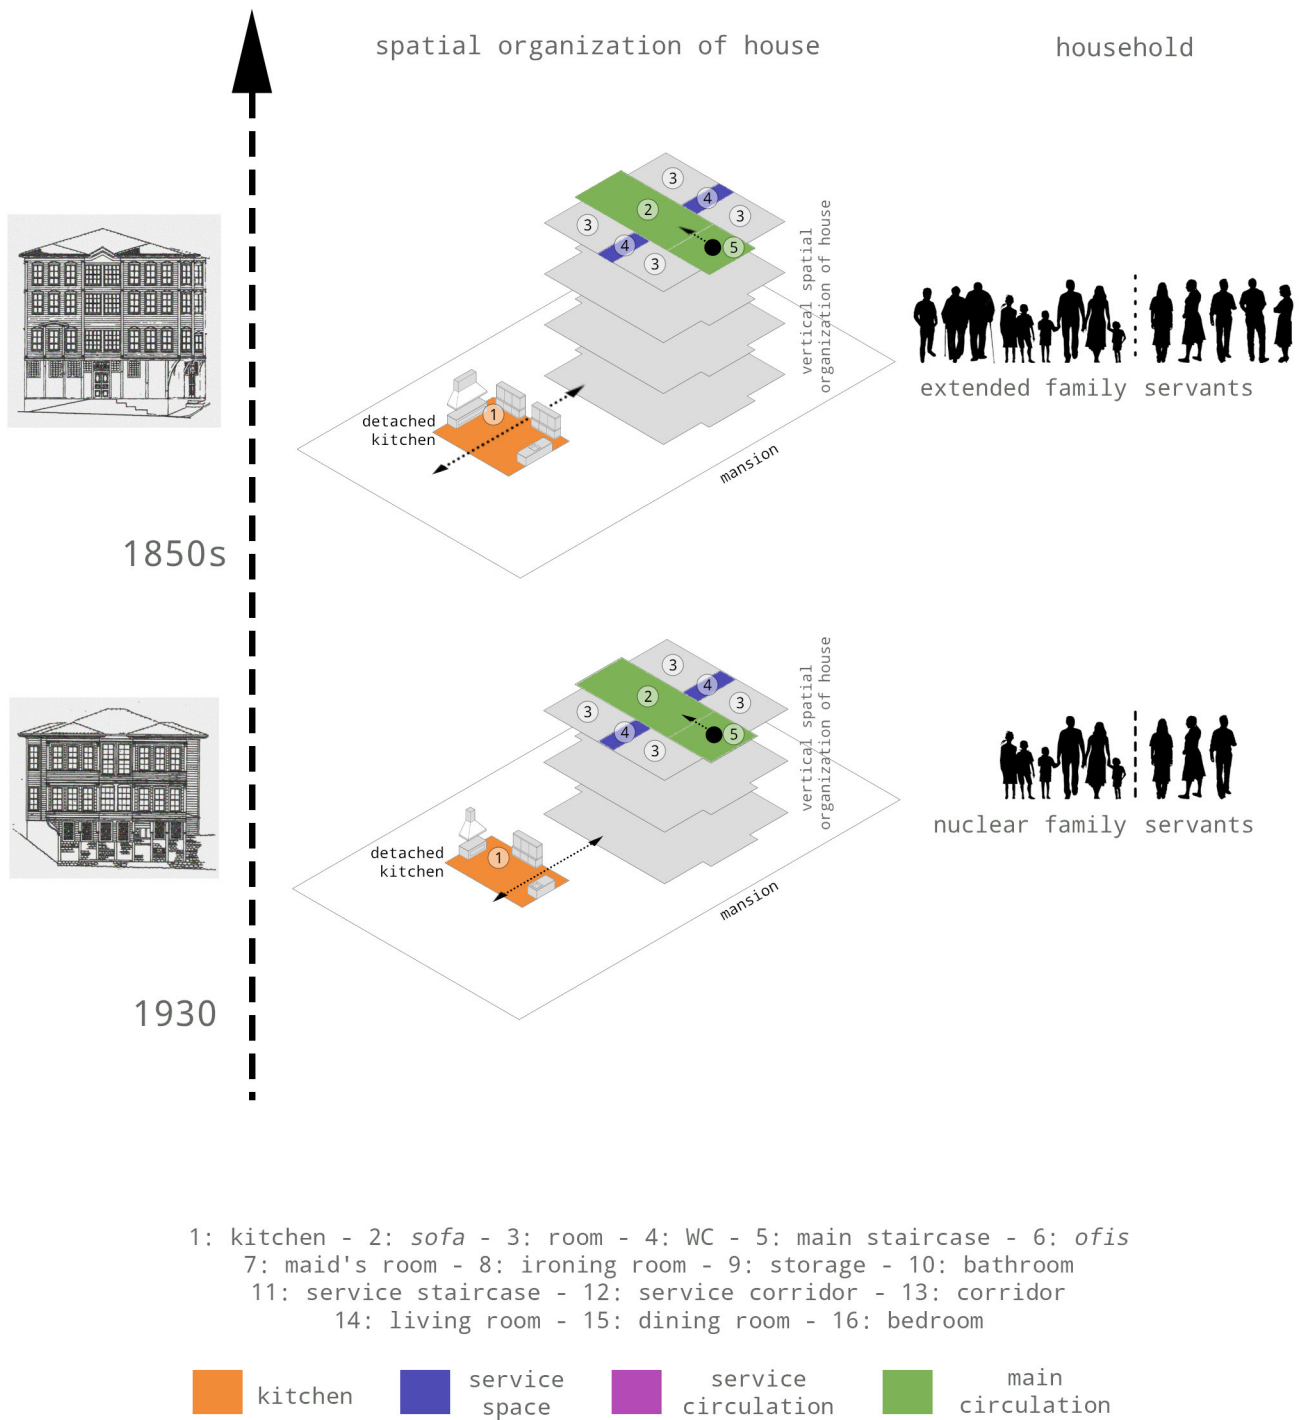 spatial organization of house
household
3
4
2
3
3
4
5
3
vertical spatial
organization of house
1
detached
kitchen
mansion
extended family
servants
1850s
3
4
2
3
3
4
5
3
vertical spatial
organization of house
1
detached
kitchen
mansion
nuclear family
servants
1930
1: kitchen - 2: sofa - 3: room - 4: WC - 5: main staircase - 6: ofis
7: maid's room - 8: ironing room - 9: storage - 10: bathroom
11: service staircase - 12: service corridor - 13: corridor
14: living room - 15: dining room - 16: bedroom
kitchen
service
space
service
circulation
main
circulation